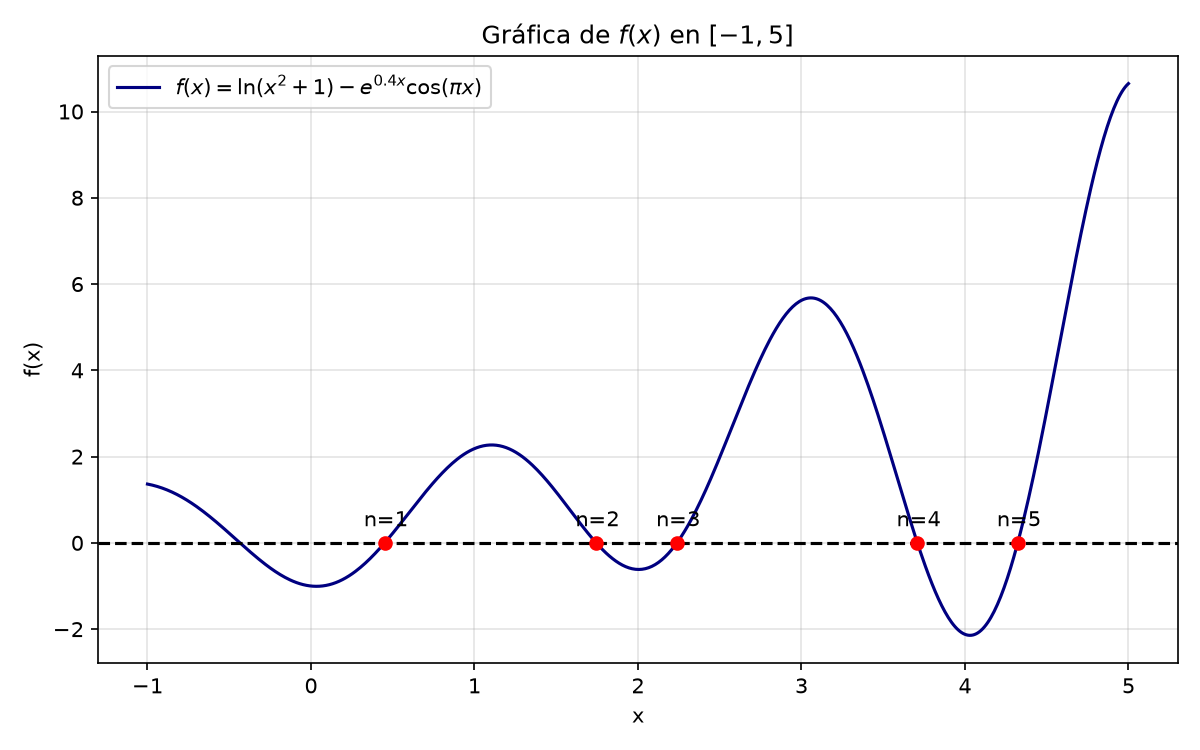 Gráfica de f(x) en [−1, 5]
f(x) = ln(x² + 1) − e^{0.4x}cos(πx)
10
8
6
4
2
0
−2
f(x)
n=1
n=2
n=3
n=4
n=5
−1
0
1
2
3
4
5
x